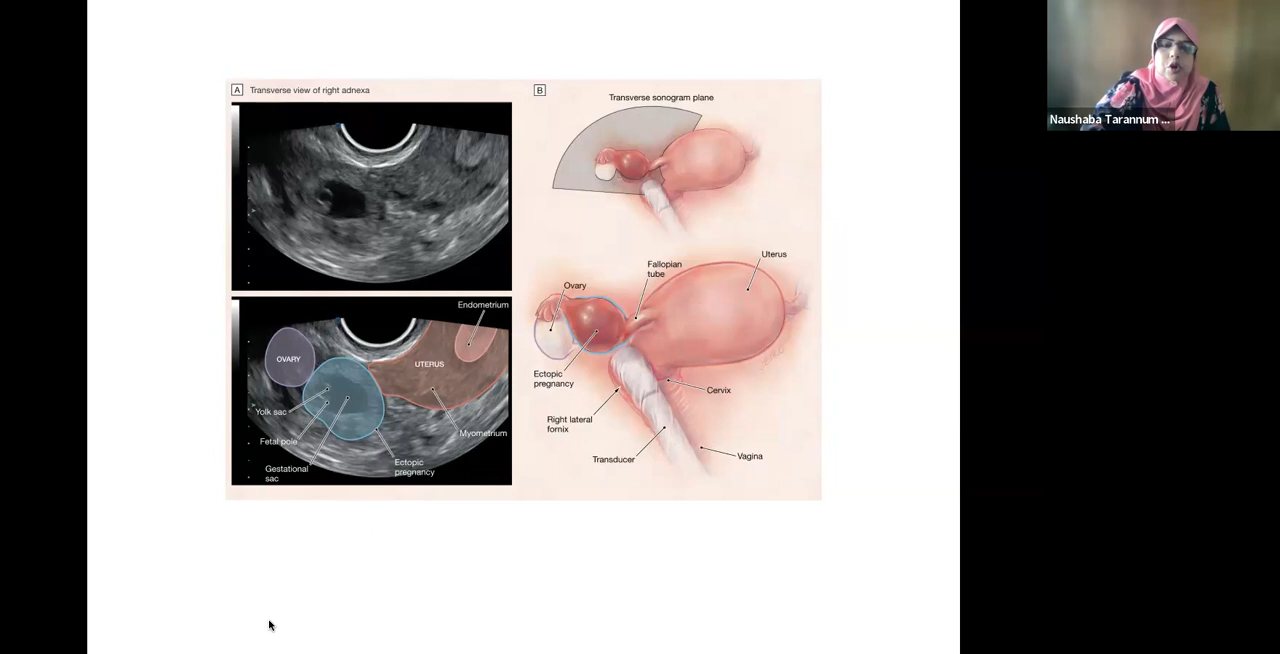 A Transverse view of right adnexa
Endometrium
OVARY
UTERUS
Yolk sac
Fetal pole
Myometrium
Gestational
sac
Ectopic
pregnancy
B
Transverse sonogram plane
Uterus
Fallopian
tube
Ovary
Ectopic
pregnancy
Cervix
Right lateral
fornix
Transducer
Vagina
Naushaba Tarannum ...